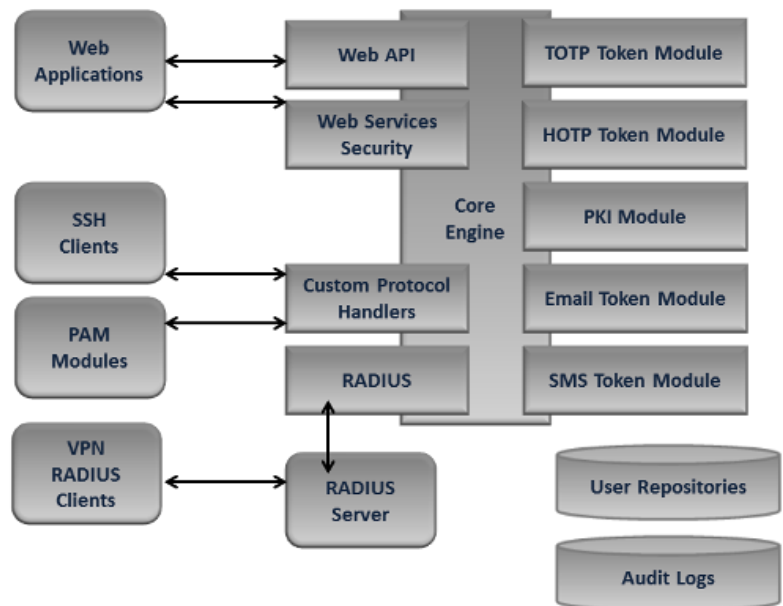 Web
Applications
Web API
TOTP Token Module
Web Services
Security
HOTP Token Module
SSH
Clients
Core
Engine
PKI Module
Custom Protocol
Handlers
Email Token Module
PAM
Modules
RADIUS
SMS Token Module
VPN
RADIUS
Clients
RADIUS
Server
User Repositories
Audit Logs